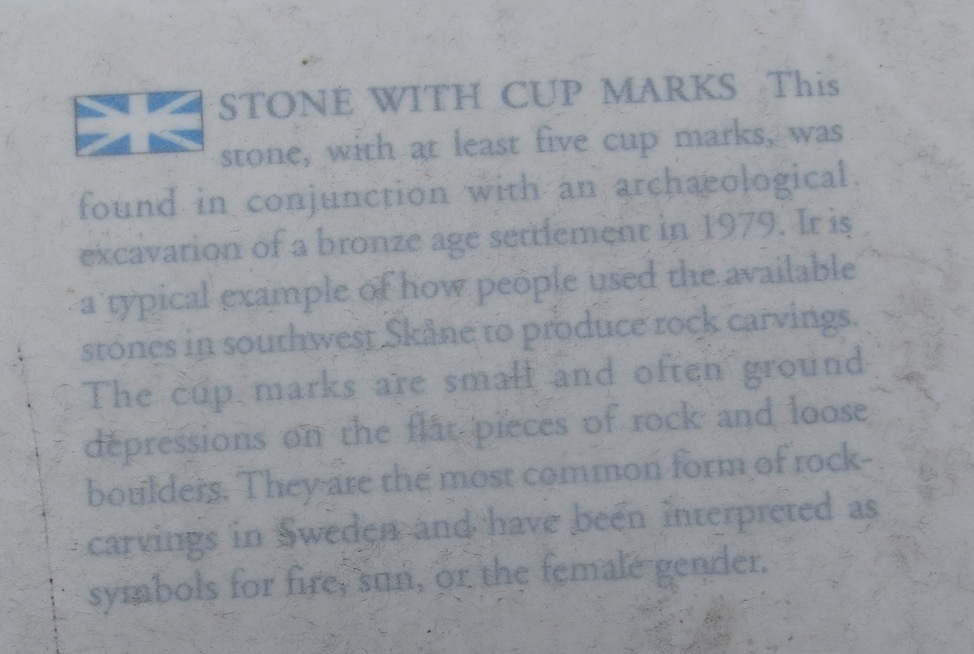 STONE WITH CUP MARKS This
stone, with at least five cup marks, was
found in conjunction with an archaeological
excavation of a bronze age settlement in 1979. It is
a typical example of how people used the available
stones in southwest Skåne to produce rock carvings.
The cup marks are small and often ground
depressions on the flat pieces of rock and loose
boulders. They are the most common form of rock-
carvings in Sweden and have been interpreted as
symbols for fire, sun, or the female gender.